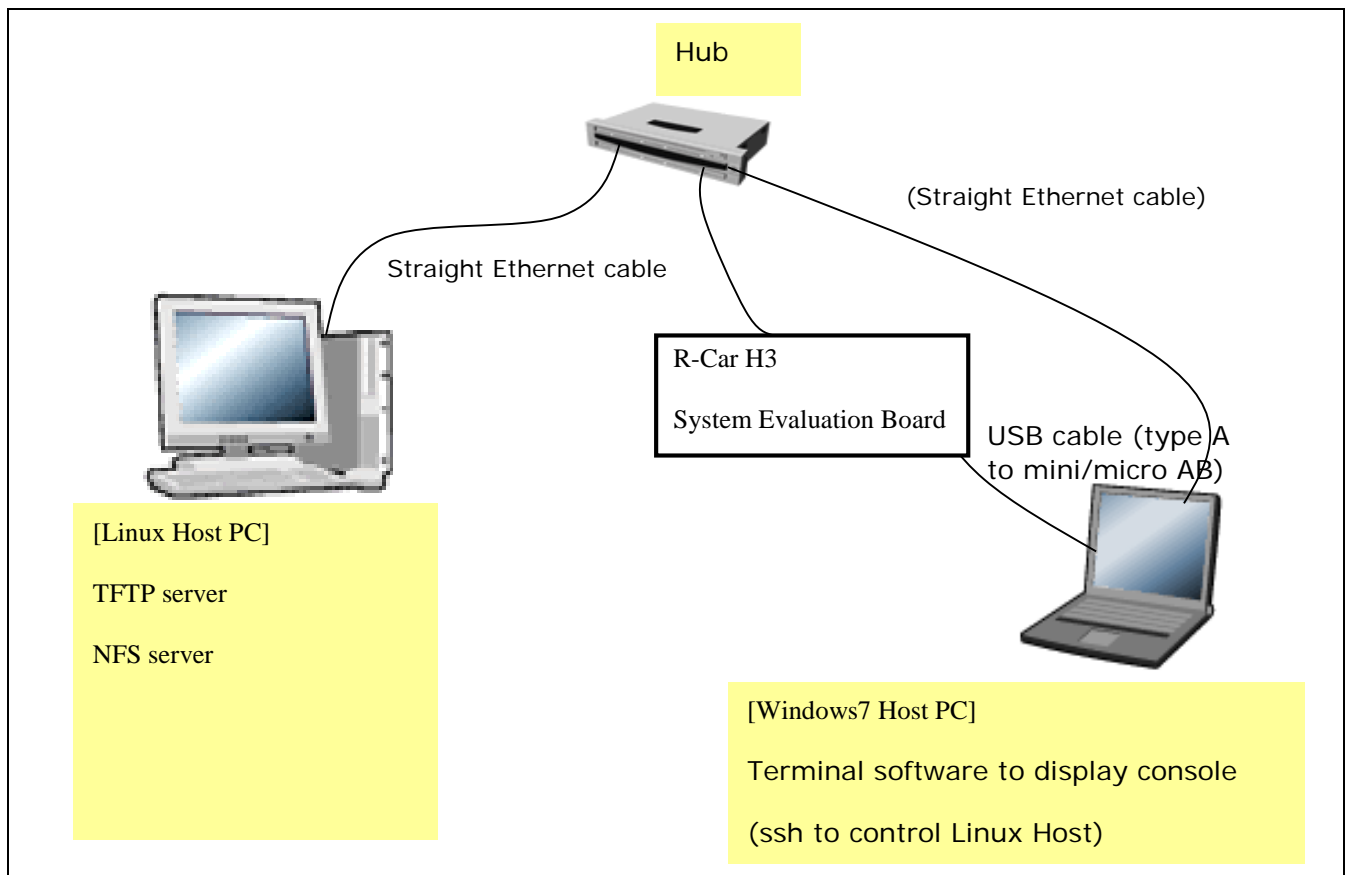 Hub
(Straight Ethernet cable)
Straight Ethernet cable
R-Car H3
System Evaluation Board
USB cable (type A
to mini/micro AB)
[Linux Host PC]
TFTP server
NFS server
[Windows7 Host PC]
Terminal software to display console
(ssh to control Linux Host)